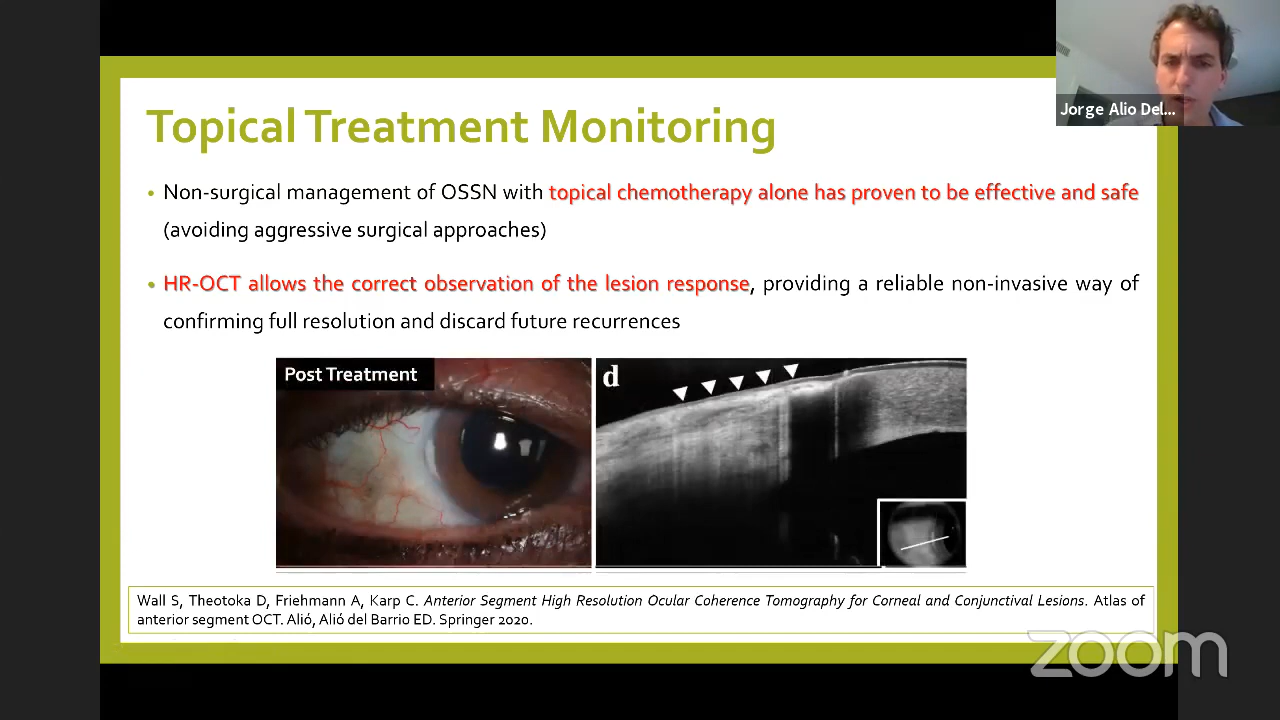 Jorge Alio Del...
Topical Treatment Monitoring
• Non-surgical management of OSSN with topical chemotherapy alone has proven to be effective and safe
(avoiding aggressive surgical approaches)
• HR-OCT allows the correct observation of the lesion response, providing a reliable non-invasive way of
confirming full resolution and discard future recurrences
Post Treatment
d
Wall S, Theotoka D, Friehmann A, Karp C. Anterior Segment High Resolution Ocular Coherence Tomography for Corneal and Conjunctival Lesions. Atlas of
anterior segment OCT. Alió, Alió del Barrio ED. Springer 2020.
zoom